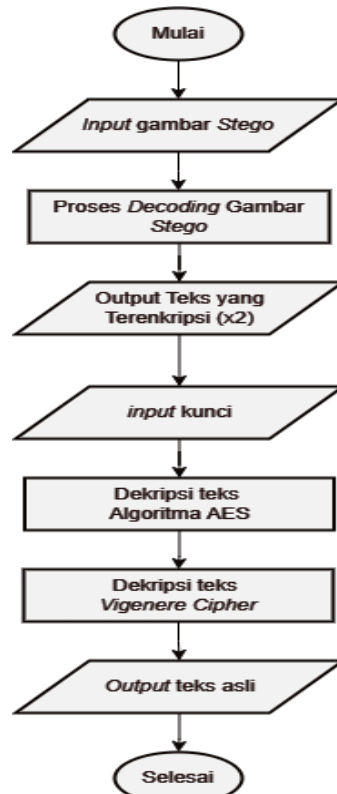 Mulai
Input gambar Stego
Proses Decoding Gambar
Stego
Output Teks yang
Terenkripsi (x2)
input kunci
Dekripsi teks
Algoritma AES
Dekripsi teks
Vigenere Cipher
Output teks asli
Selesai